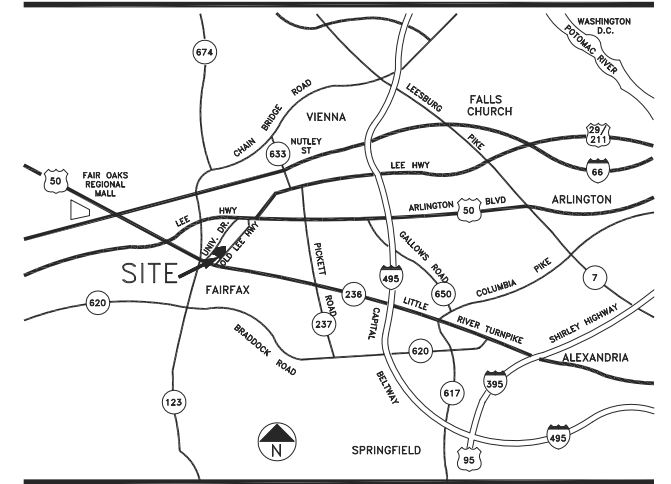 WASHINGTON
D.C.
POTOMAC RIVER
674
LEESBURG
PIKE
FALLS
CHURCH
CHAIN BRIDGE ROAD
VIENNA
NUTLEY
ST
633
29/
211
66
LEE HWY
50
FAIR OAKS
REGIONAL
MALL
LEE HWY
ARLINGTON BLVD
50
ARLINGTON
UNIV. DR.
OLD LEE HWY
SITE
FAIRFAX
PICKETT
ROAD
GALLOWS ROAD
495
650
COLUMBIA PIKE
7
236
LITTLE
RIVER TURNPIKE
SHIRLEY HIGHWAY
620
237
CAPITAL
BELTWAY
BRADDOCK ROAD
620
ALEXANDRIA
395
617
123
495
95
N
SPRINGFIELD